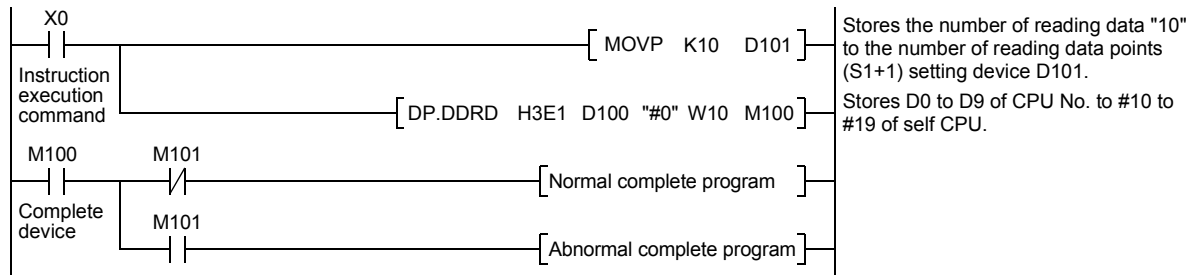 X0
MOVP K10 D101
Stores the number of reading data "10"
to the number of reading data points
(S1+1) setting device D101.
Instruction
execution
command
DP.DDRD H3E1 D100 "#0" W10 M100
Stores D0 to D9 of CPU No. to #10 to
#19 of self CPU.
M100 M101
Normal complete program
Complete
device
M101
Abnormal complete program